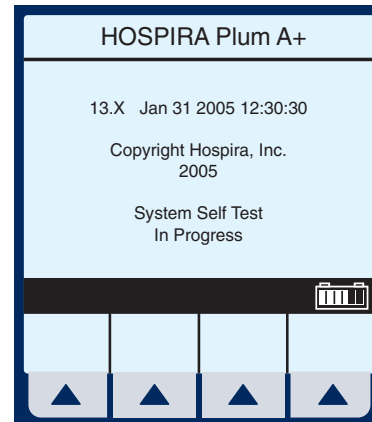 HOSPIRA Plum A+
13.X Jan 31 2005 12:30:30
Copyright Hospira, Inc.
2005
System Self Test
In Progress